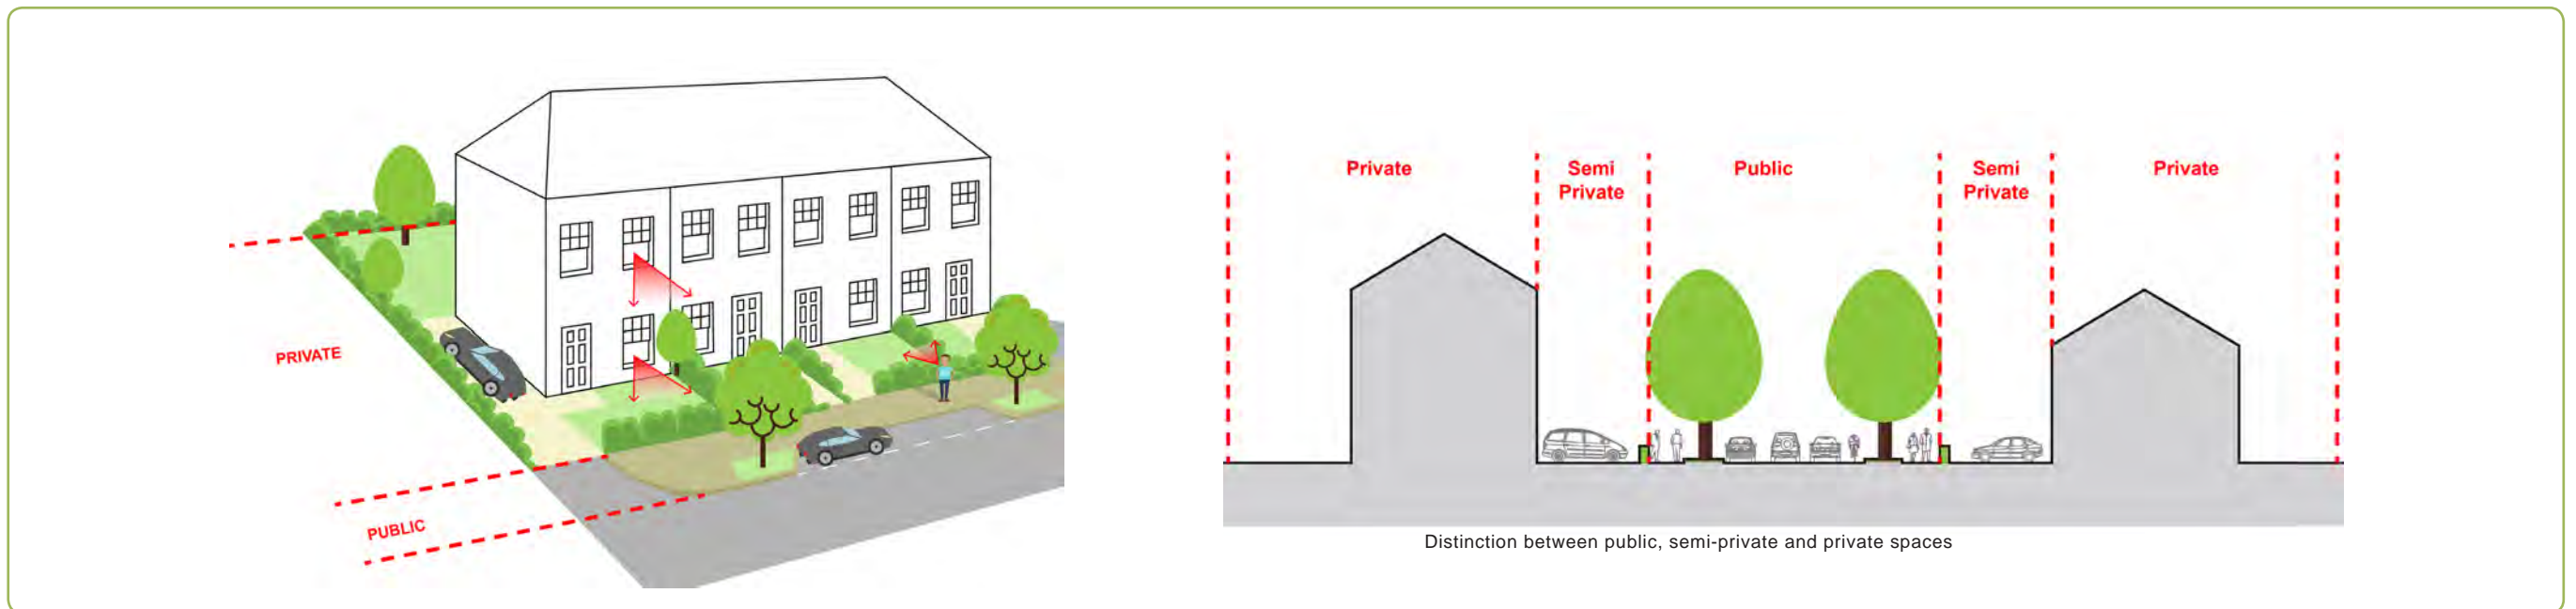 PRIVATE
PUBLIC
Private
Semi
Private
Public
Semi
Private
Private
Distinction between public, semi-private and private spaces